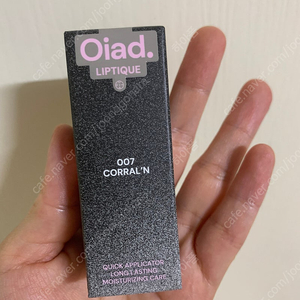 Oiad.
LIPTIQUE
007
CORRAL'N
QUICK APPLICATOR
LONG LASTING
MOISTURIZING CARE